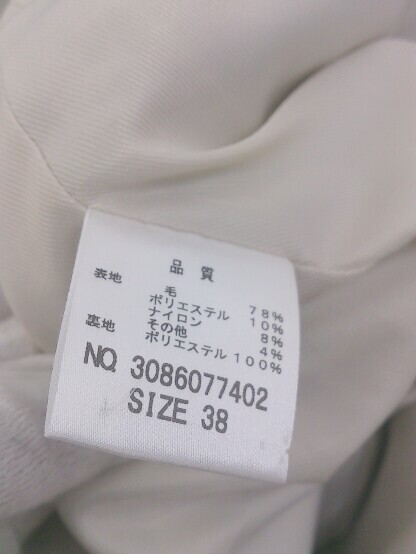 品質
表地 毛 78%
ポリエステル 10%
ナイロン 8%
その他 4%
裏地 ポリエステル 100%
NO. 3086077402
SIZE 38